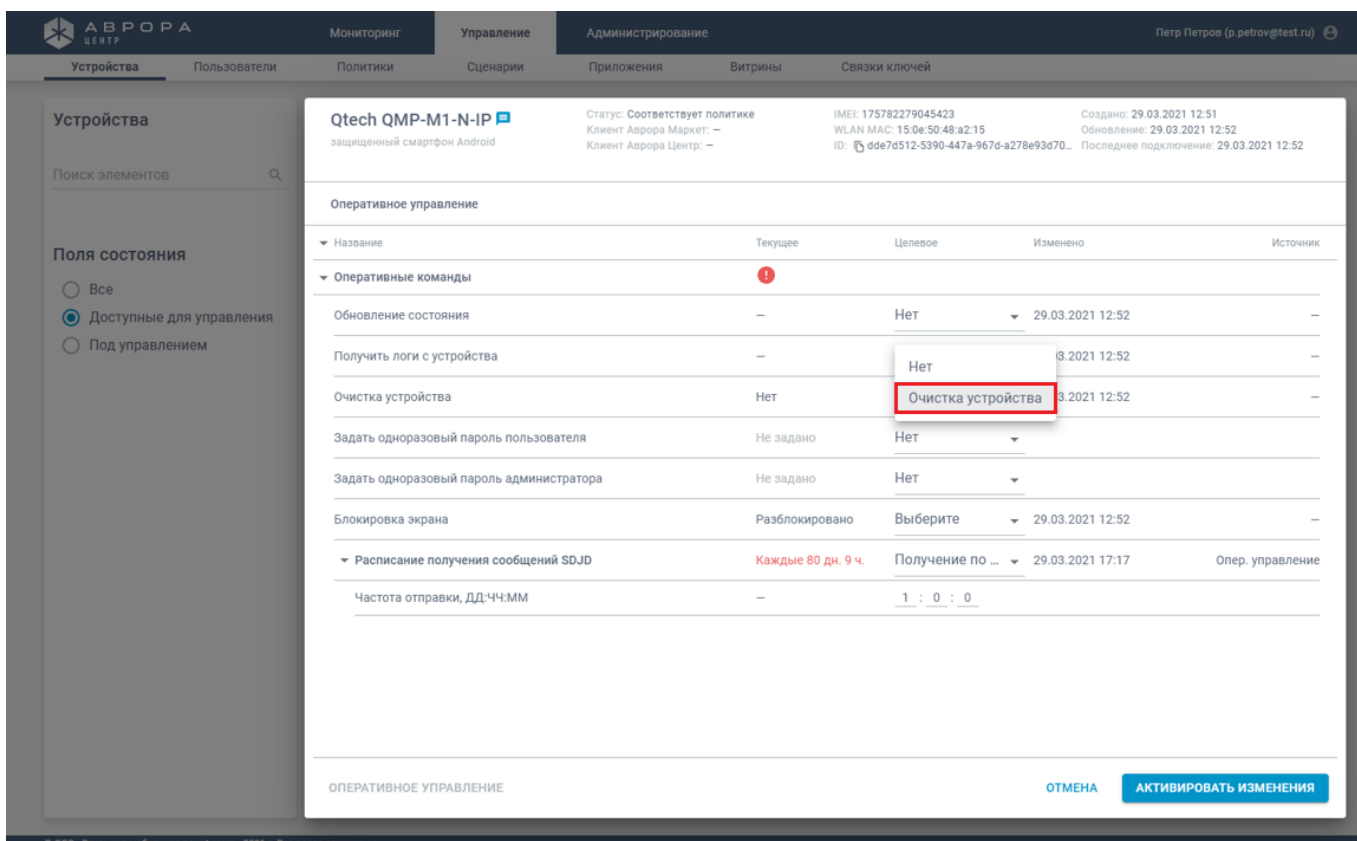 АВРОРА
ЦЕНТР
Мониторинг Управление Администрирование Петр Петров (p.petrov@test.ru)
Устройства Пользователи Политики Сценарии Приложения Витрины Связки ключей
Устройства
Поиск элементов
Поля состояния
Все
Доступные для управления
Под управлением
Qtech QMP-M1-N-IP
защищенный смартфон Android
Статус: Соответствует политике
Клиент Аврора Маркет: —
Клиент Аврора Центр: —
IMEI: 175782279045423
WLAN MAC: 15:0e:50:48:a2:15
ID: dde7d512-5390-447a-967d-a278e93d70...
Создано: 29.03.2021 12:51
Обновление: 29.03.2021 12:52
Последнее подключение: 29.03.2021 12:52
Оперативное управление
Название Текущее Целевое Изменено Источник
Оперативные команды
Обновление состояния — Нет 29.03.2021 12:52 —
Получить логи с устройства — 3.2021 12:52 —
Нет
Очистка устройства Нет Очистка устройства 3.2021 12:52 —
Задать одноразовый пароль пользователя Не задано Нет
Задать одноразовый пароль администратора Не задано Нет
Блокировка экрана Разблокировано Выберите 29.03.2021 12:52 —
Расписание получения сообщений SDJD Каждые 80 дн. 9 ч. Получение по ... 29.03.2021 17:17 Опер. управление
Частота отправки, ДД:ЧЧ:ММ — 1 : 0 : 0
ОПЕРАТИВНОЕ УПРАВЛЕНИЕ ОТМЕНА АКТИВИРОВАТЬ ИЗМЕНЕНИЯ